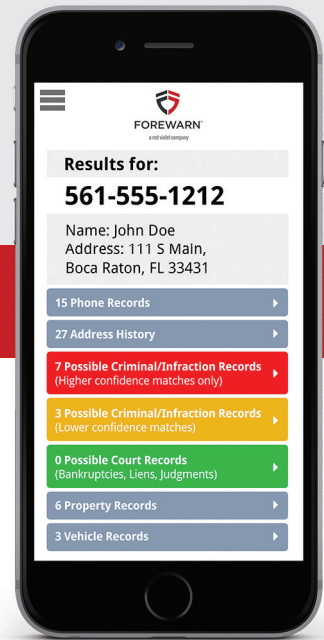 FOREWARN
a red violet company
Results for:
561-555-1212
Name: John Doe
Address: 111 S Main,
Boca Raton, FL 33431
15 Phone Records
27 Address History
7 Possible Criminal/Infraction Records
(Higher confidence matches only)
3 Possible Criminal/Infraction Records
(Lower confidence matches)
0 Possible Court Records
(Bankruptcies, Liens, Judgments)
6 Property Records
3 Vehicle Records